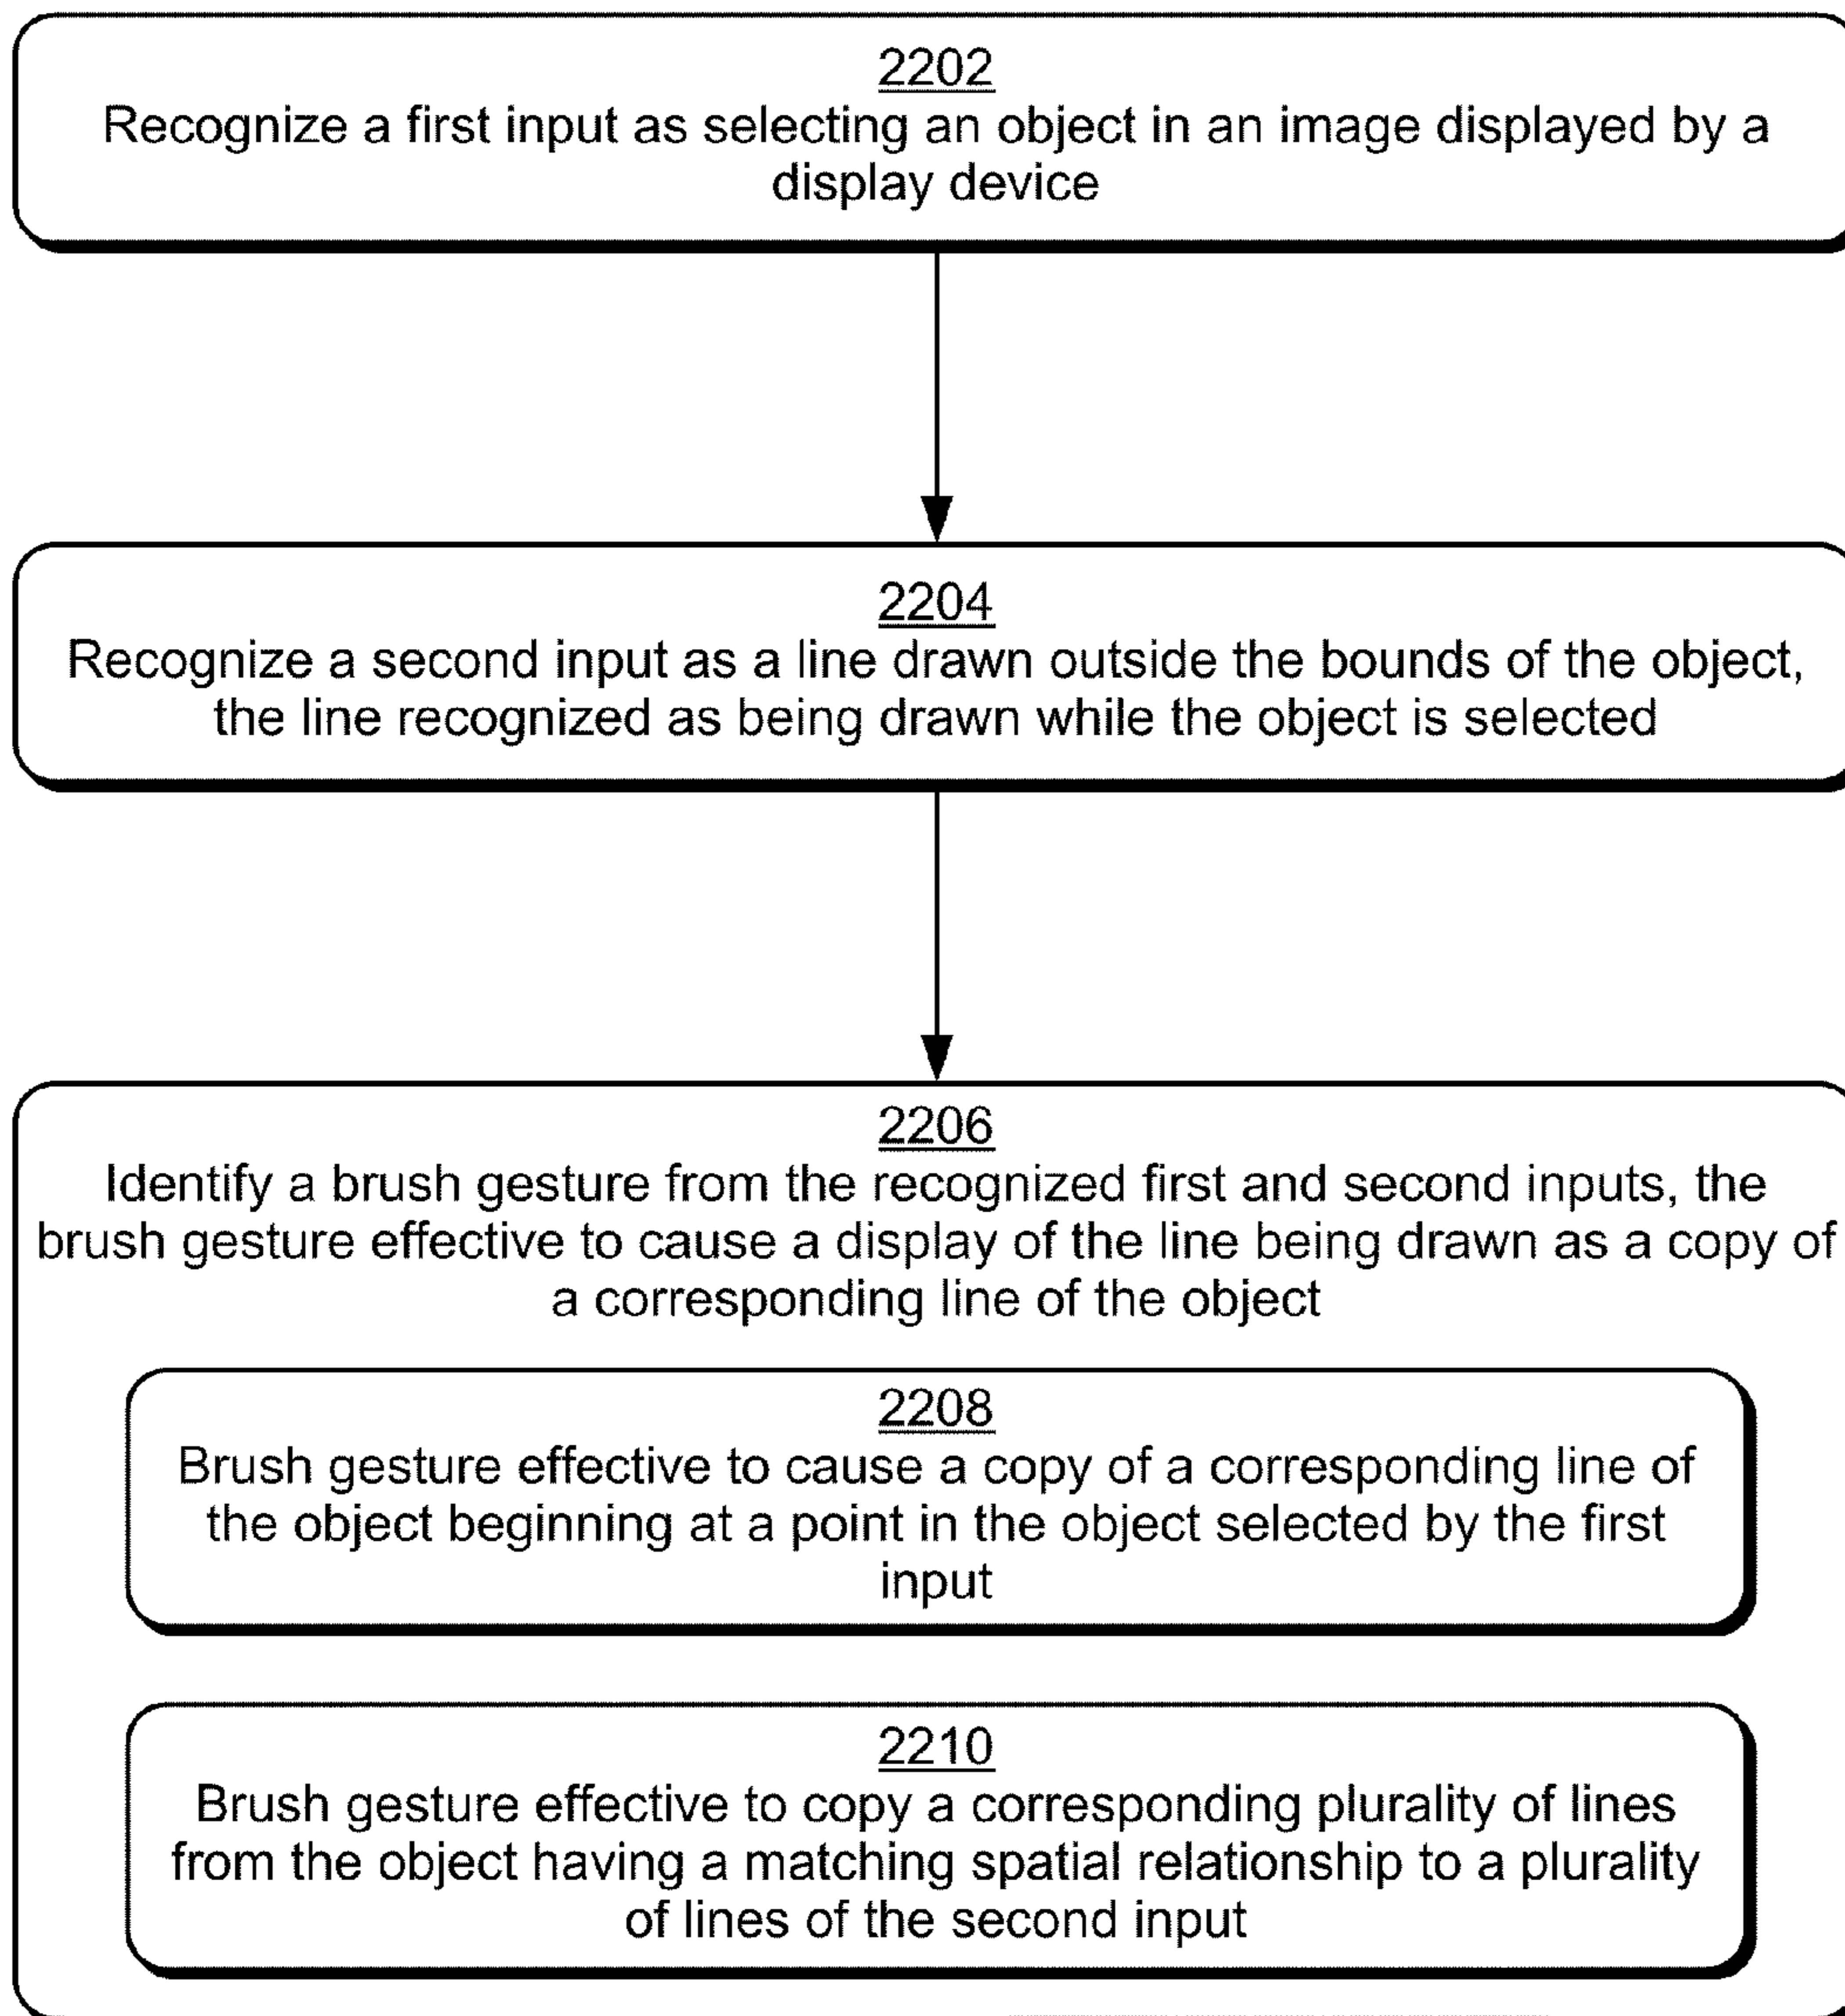 2202
Recognize a first input as selecting an object in an image displayed by a
display device
2204
Recognize a second input as a line drawn outside the bounds of the object,
the line recognized as being drawn while the object is selected
2206
Identify a brush gesture from the recognized first and second inputs, the
brush gesture effective to cause a display of the line being drawn as a copy of
a corresponding line of the object
2208
Brush gesture effective to cause a copy of a corresponding line of
the object beginning at a point in the object selected by the first
input
2210
Brush gesture effective to copy a corresponding plurality of lines
from the object having a matching spatial relationship to a plurality
of lines of the second input